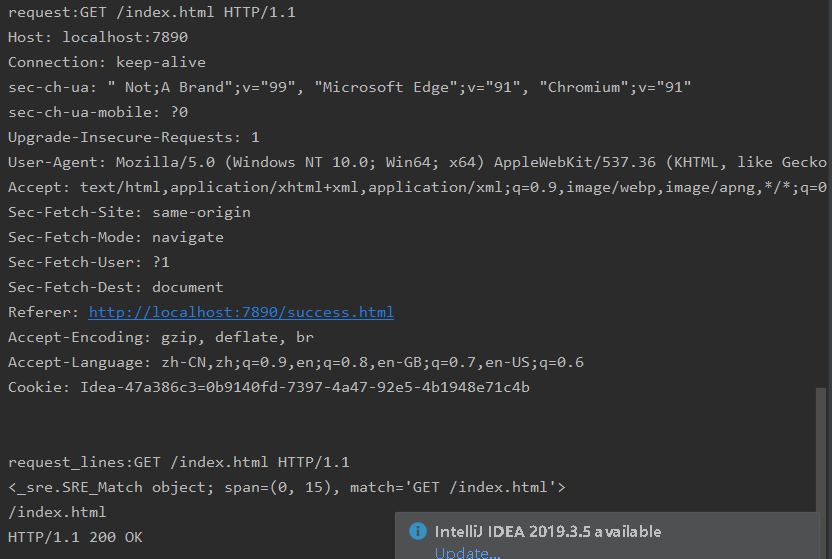 request:GET /index.html HTTP/1.1
Host: localhost:7890
Connection: keep-alive
sec-ch-ua: " Not;A Brand";v="99", "Microsoft Edge";v="91", "Chromium";v="91"
sec-ch-ua-mobile: ?0
Upgrade-Insecure-Requests: 1
User-Agent: Mozilla/5.0 (Windows NT 10.0; Win64; x64) AppleWebKit/537.36 (KHTML, like Gecko
Accept: text/html,application/xhtml+xml,application/xml;q=0.9,image/webp,image/apng,*/*;q=0
Sec-Fetch-Site: same-origin
Sec-Fetch-Mode: navigate
Sec-Fetch-User: ?1
Sec-Fetch-Dest: document
Referer: http://localhost:7890/success.html
Accept-Encoding: gzip, deflate, br
Accept-Language: zh-CN,zh;q=0.9,en;q=0.8,en-GB;q=0.7,en-US;q=0.6
Cookie: Idea-47a386c3=0b9140fd-7397-4a47-92e5-4b1948e71c4b
request_lines:GET /index.html HTTP/1.1
<_sre.SRE_Match object; span=(0, 15), match='GET /index.html'>
/index.html
HTTP/1.1 200 OK
IntelliJ IDEA 2019.3.5 available
Update...